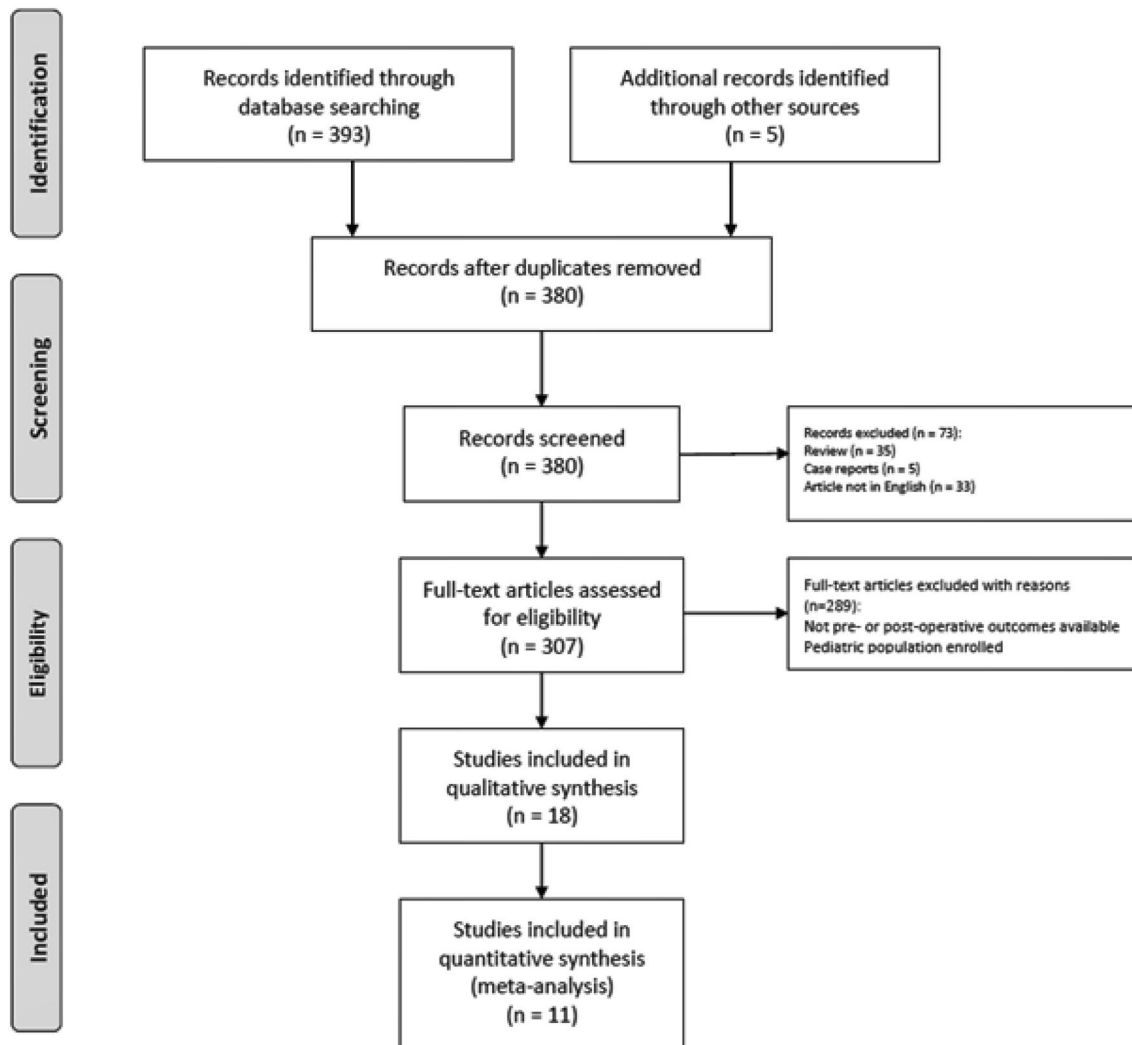 Identification
Records identified through
database searching
(n = 393)
Additional records identified
through other sources
(n = 5)
Records after duplicates removed
(n = 380)
Screening
Records screened
(n = 380)
Records excluded (n = 73):
Review (n = 35)
Case reports (n = 5)
Article not in English (n = 33)
Eligibility
Full-text articles assessed
for eligibility
(n = 307)
Full-text articles excluded with reasons
(n=289):
Not pre- or post-operative outcomes available
Pediatric population enrolled
Studies included in
qualitative synthesis
(n = 18)
Included
Studies included in
quantitative synthesis
(meta-analysis)
(n = 11)